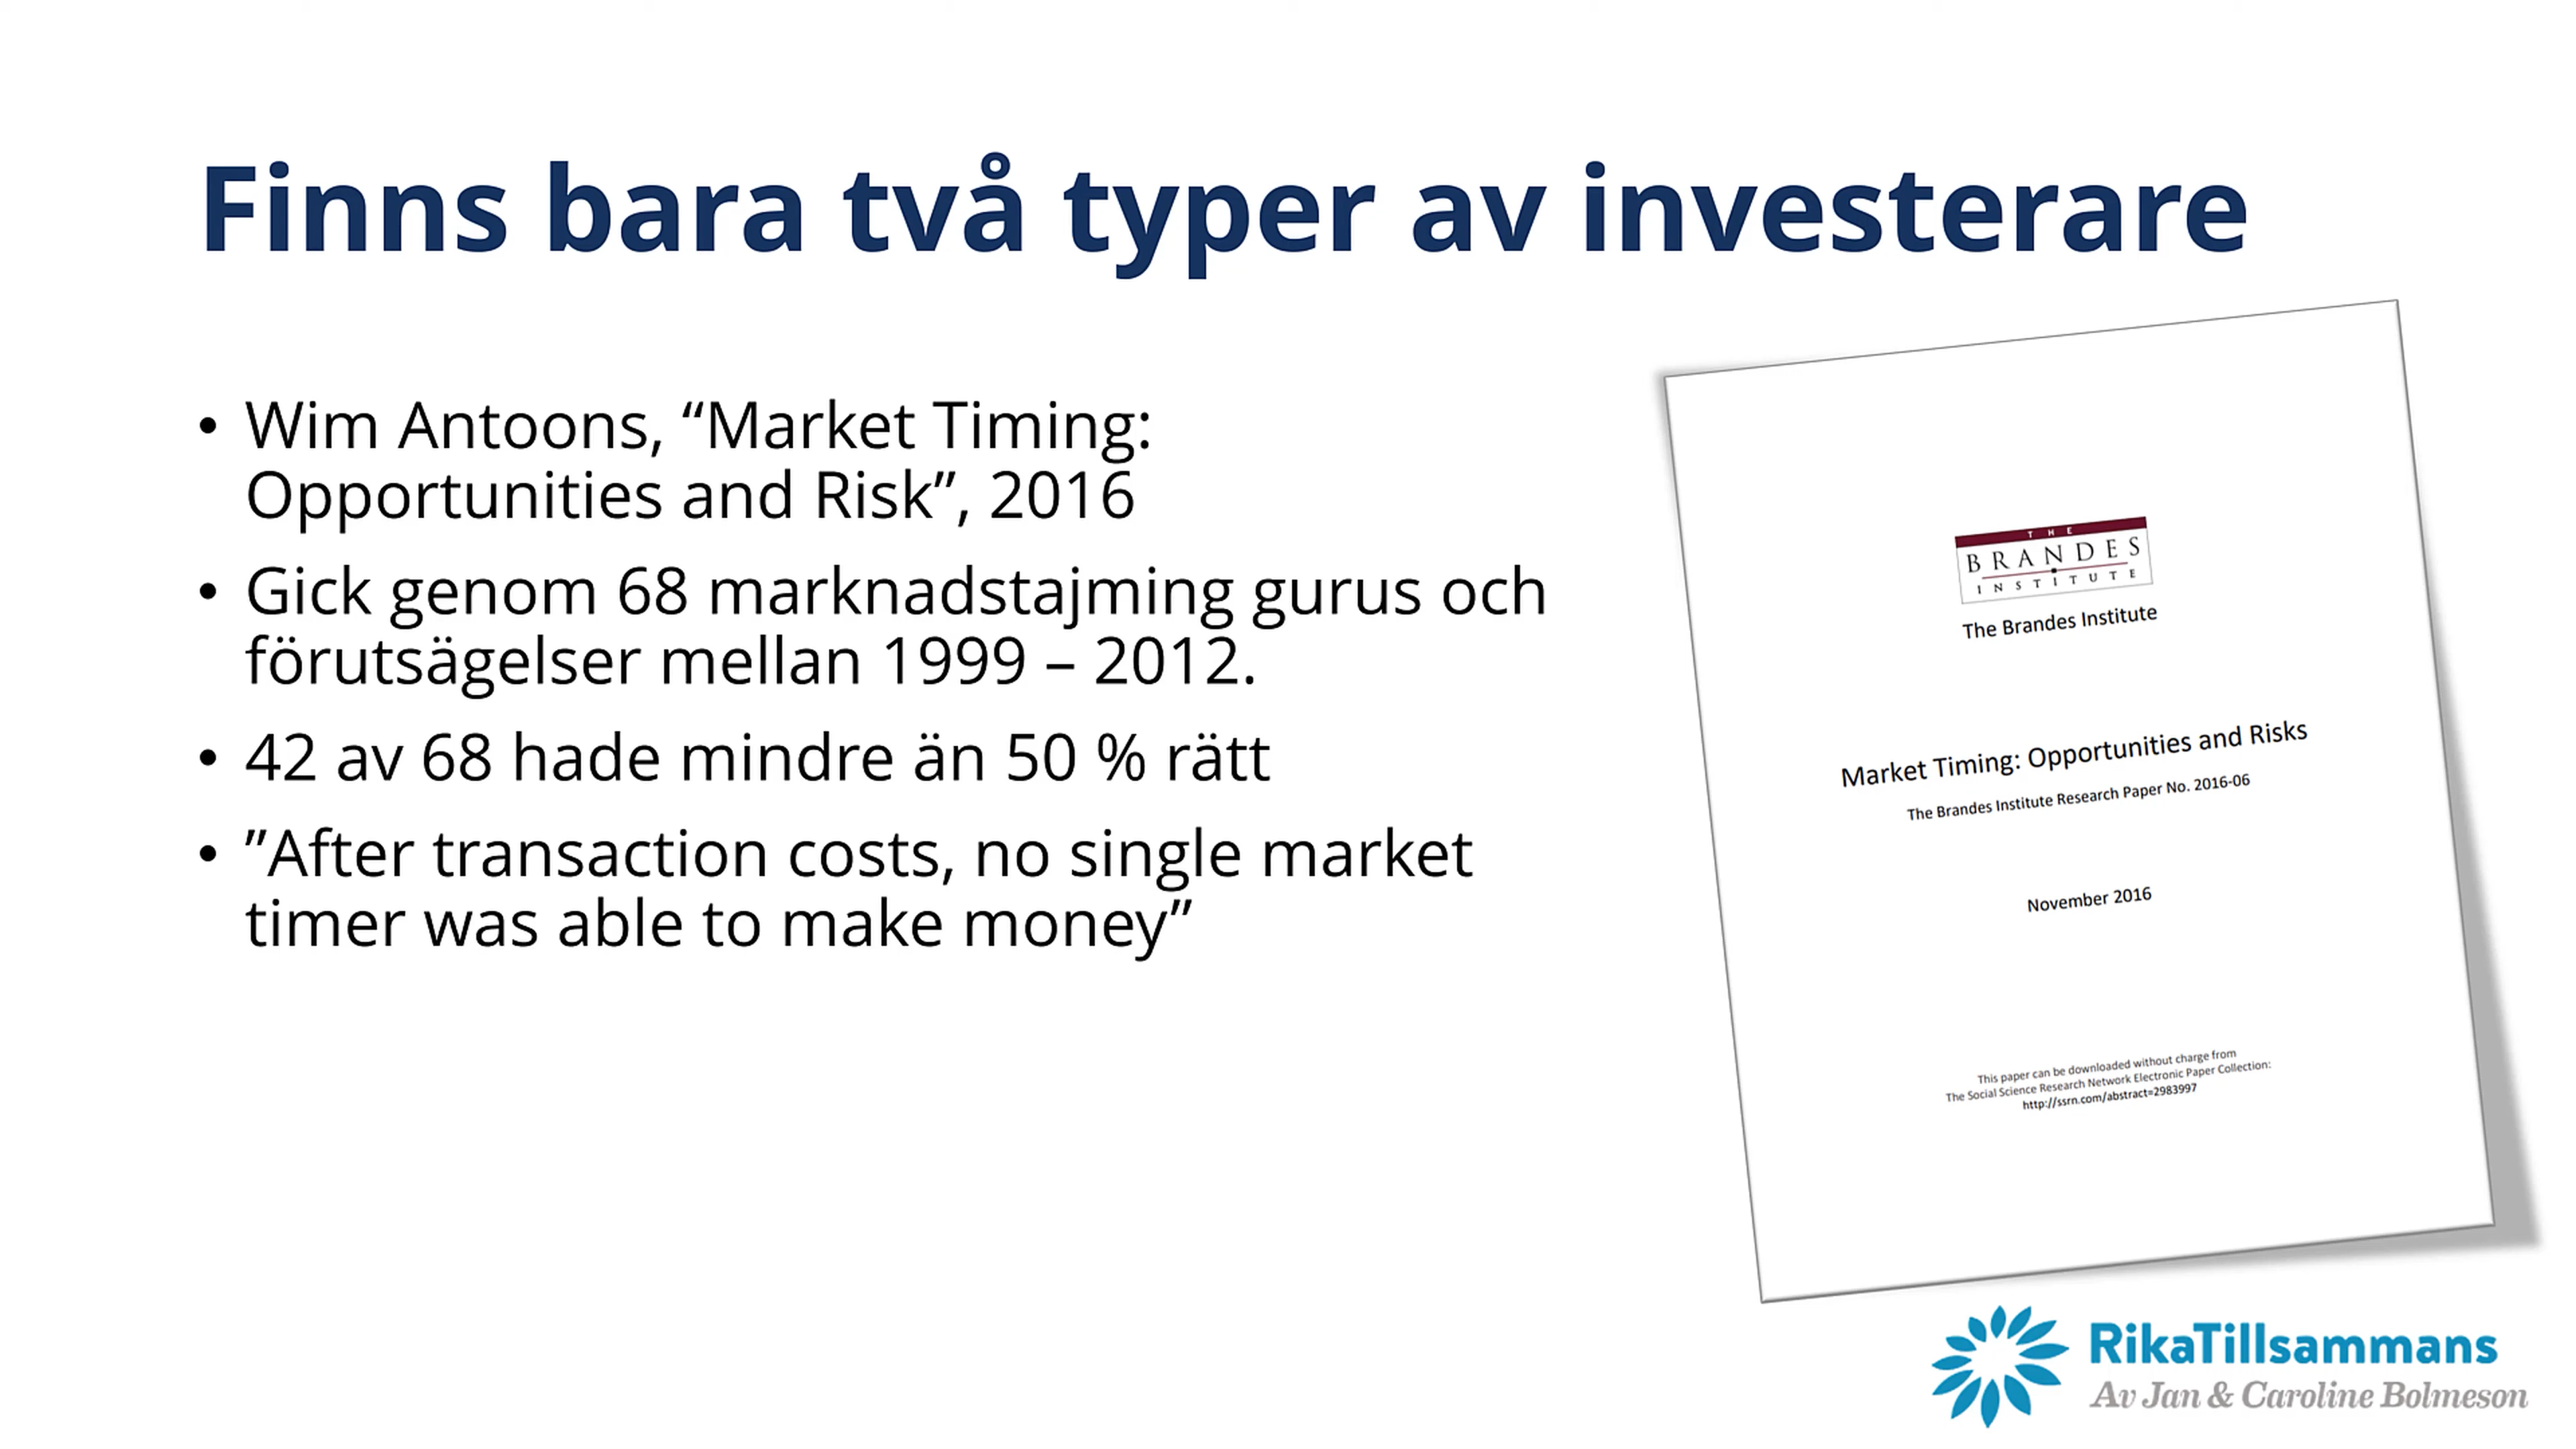 Finns bara två typer av investerare
• Wim Antoons, “Market Timing:
Opportunities and Risk”, 2016
• Gick genom 68 marknadstajming gurus och
förutsägelser mellan 1999 – 2012.
• 42 av 68 hade mindre än 50 % rätt
• ”After transaction costs, no single market
timer was able to make money”
THE
BRANDES
INSTITUTE
The Brandes Institute
Market Timing: Opportunities and Risks
The Brandes Institute Research Paper No. 2016-06
November 2016
This paper can be downloaded without charge from
The Social Science Research Network Electronic Paper Collection:
http://ssrn.com/abstract=2983997
RikaTillsammans
Av Jan & Caroline Bolmeson